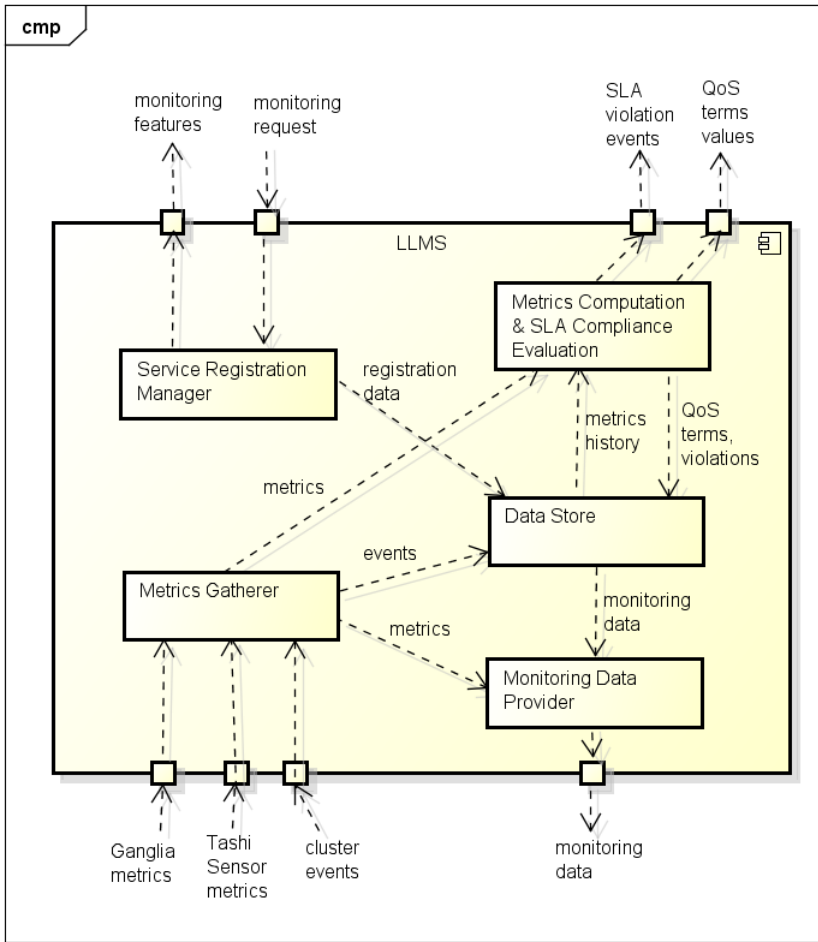 cmp
monitoring
features
monitoring
request
SLA
violation
events
QoS
terms
values
LLMS
Metrics Computation
& SLA Compliance
Evaluation
Service Registration
Manager
registration
data
metrics
history
QoS
terms,
violations
metrics
Data Store
events
Metrics Gatherer
metrics
monitoring
data
Monitoring Data
Provider
Ganglia
metrics
Tashi
Sensor
metrics
cluster
events
monitoring
data